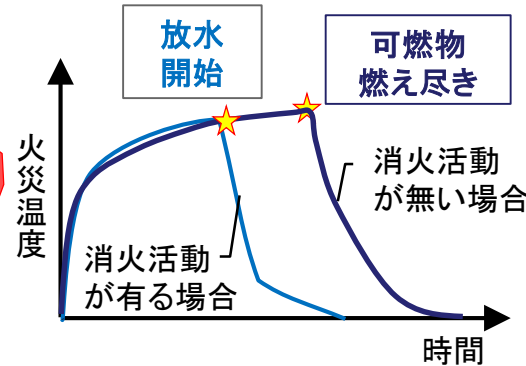 放水
開始
可燃物
燃え尽き
火災温度
消火活動
が無い場合
消火活動
が有る場合
時間